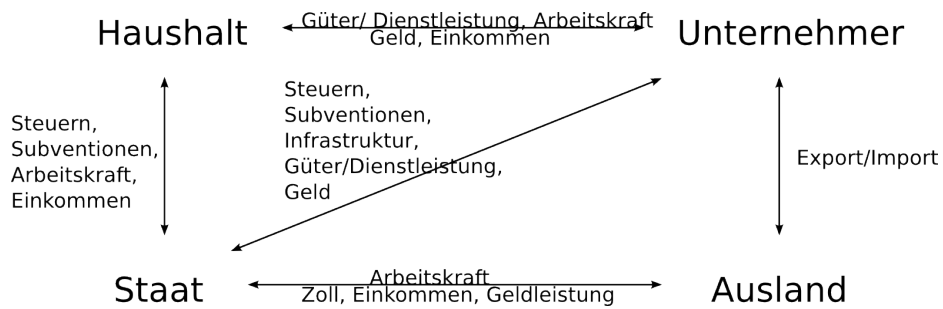 Haushalt
Güter/ Dienstleistung, Arbeitskraft
Geld, Einkommen
Unternehmer
Steuern,
Subventionen,
Arbeitskraft,
Einkommen
Steuern,
Subventionen,
Infrastruktur,
Güter/Dienstleistung,
Geld
Export/Import
Staat
Arbeitskraft
Zoll, Einkommen, Geldleistung
Ausland